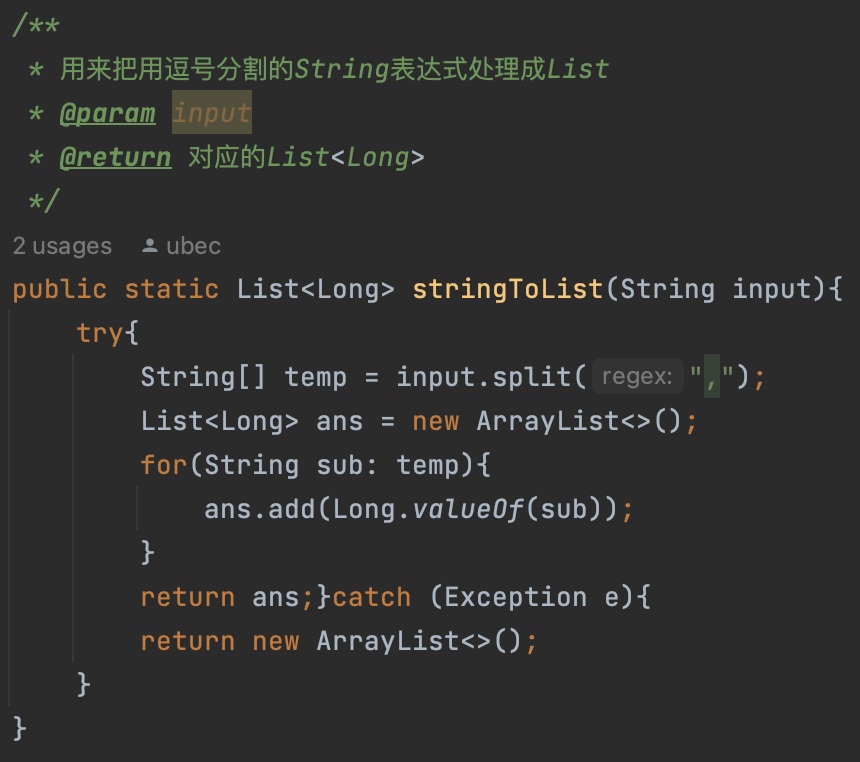 /**
 * 用来把用逗号分割的String表达式处理成List
 * @param input
 * @return 对应的List<Long>
 */
2 usages ubec
public static List<Long> stringToList(String input){
    try{
        String[] temp = input.split( regex: ",");
        List<Long> ans = new ArrayList<>();
        for(String sub: temp){
            ans.add(Long.valueOf(sub));
        }
        return ans;}catch (Exception e){
        return new ArrayList<>();
    }
}